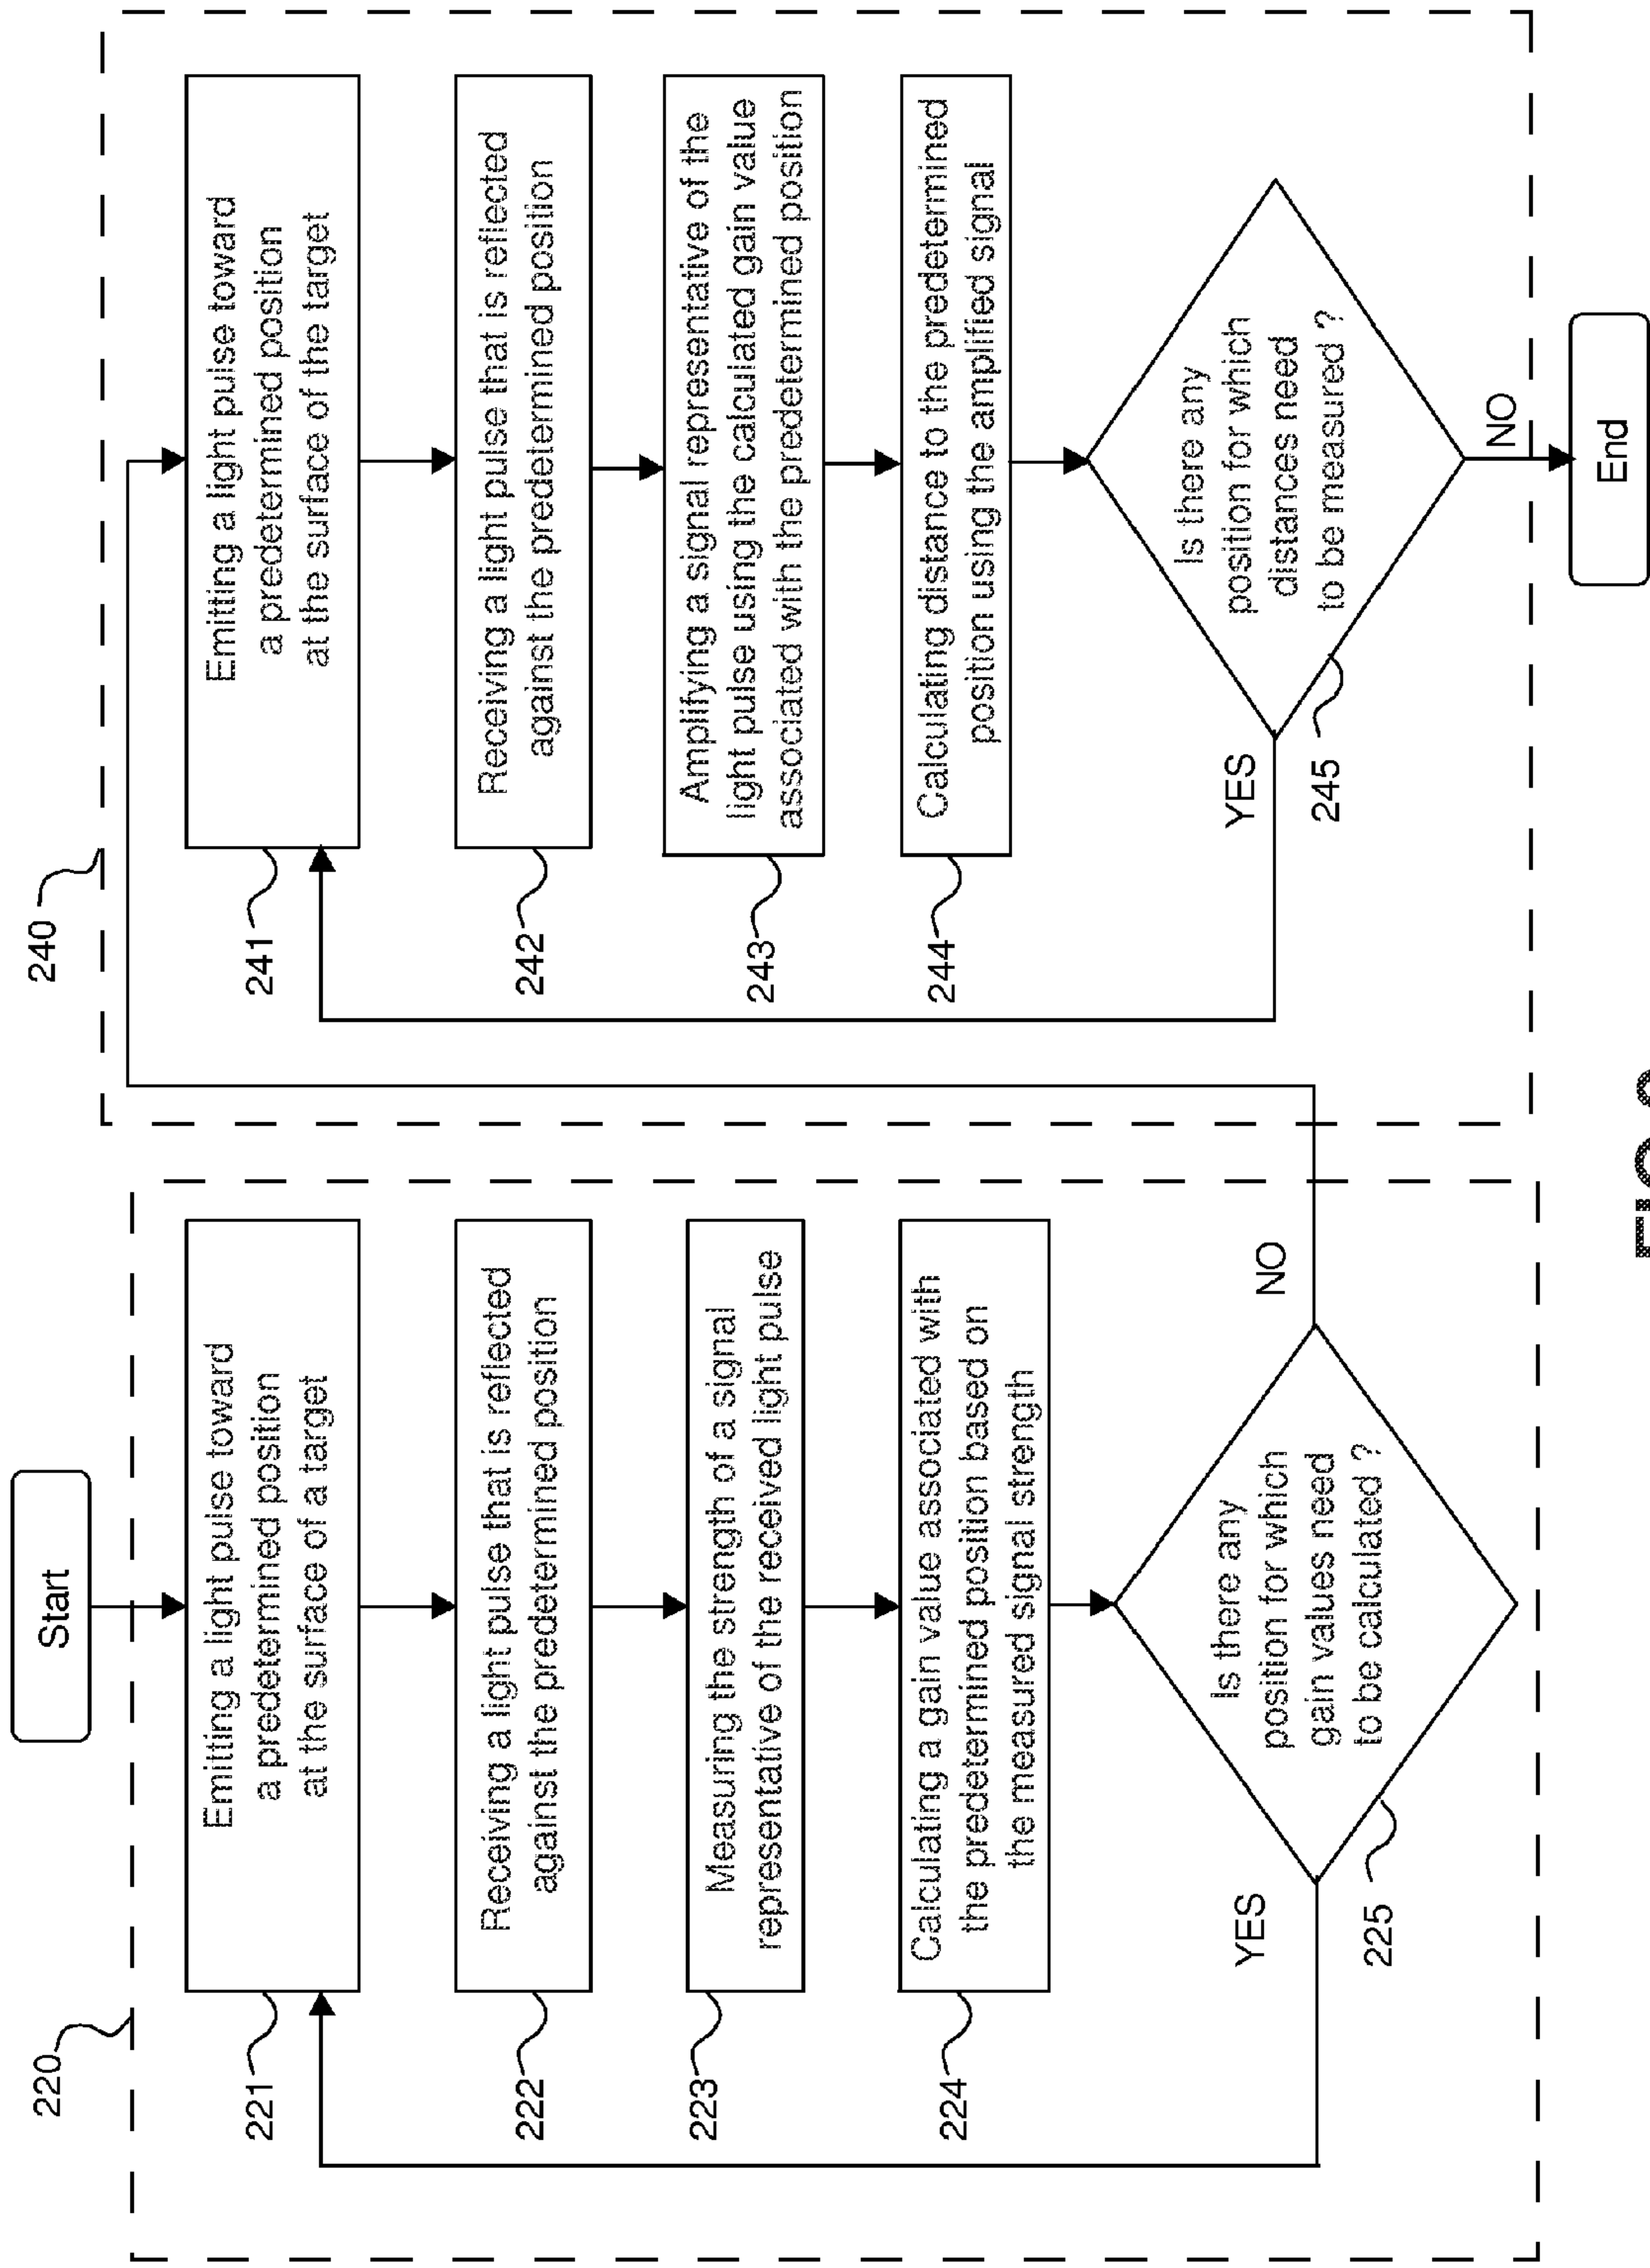 Start
220
221
Emitting a light pulse toward
a predetermined position
at the surface of a target
222
Receiving a light pulse that is reflected
against the predetermined position
223
Measuring the strength of a signal
representative of the received light pulse
224
Calculating a gain value associated with
the predetermined position based on
the measured signal strength
Is there any
position for which
gain values need
to be calculated ?
YES
NO
225
240
241
Emitting a light pulse toward
a predetermined position
at the surface of the target
242
Receiving a light pulse that is reflected
against the predetermined position
243
Amplifying a signal representative of the
light pulse using the calculated gain value
associated with the predetermined position
244
Calculating distance to the predetermined
position using the amplified signal
Is there any
position for which
distances need
to be measured ?
YES
245
NO
End